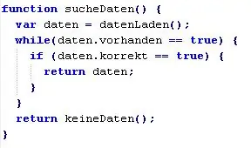 function sucheDaten() {
  var daten = datenLaden();
  while(daten.vorhanden == true) {
    if (daten.korrekt == true) {
      return daten;
    }
  }
  return keineDaten();
}